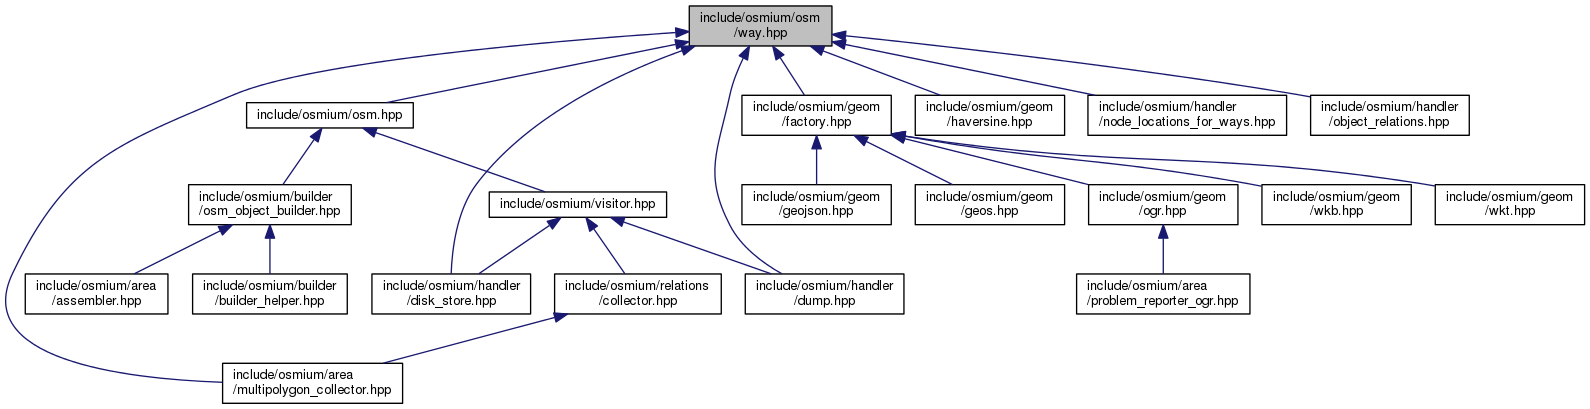 include/osmium/osm
/way.hpp
include/osmium/osm.hpp
include/osmium/geom
/factory.hpp
include/osmium/geom
/haversine.hpp
include/osmium/handler
/node_locations_for_ways.hpp
include/osmium/handler
/object_relations.hpp
include/osmium/builder
/osm_object_builder.hpp
include/osmium/visitor.hpp
include/osmium/geom
/geojson.hpp
include/osmium/geom
/geos.hpp
include/osmium/geom
/ogr.hpp
include/osmium/geom
/wkb.hpp
include/osmium/geom
/wkt.hpp
include/osmium/area
/assembler.hpp
include/osmium/builder
/builder_helper.hpp
include/osmium/handler
/disk_store.hpp
include/osmium/relations
/collector.hpp
include/osmium/handler
/dump.hpp
include/osmium/area
/problem_reporter_ogr.hpp
include/osmium/area
/multipolygon_collector.hpp